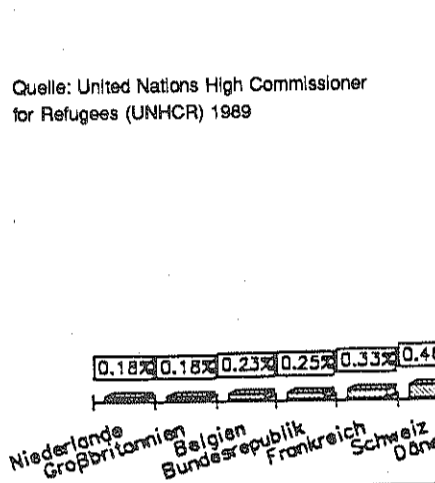 Quelle: United Nations High Commissioner
for Refugees (UNHCR) 1989
0.18% 0.18% 0.23% 0.25% 0.33%
Niederlande
Großbritannien
Belgien
Bundesrepublik
Frankreich
Schweiz